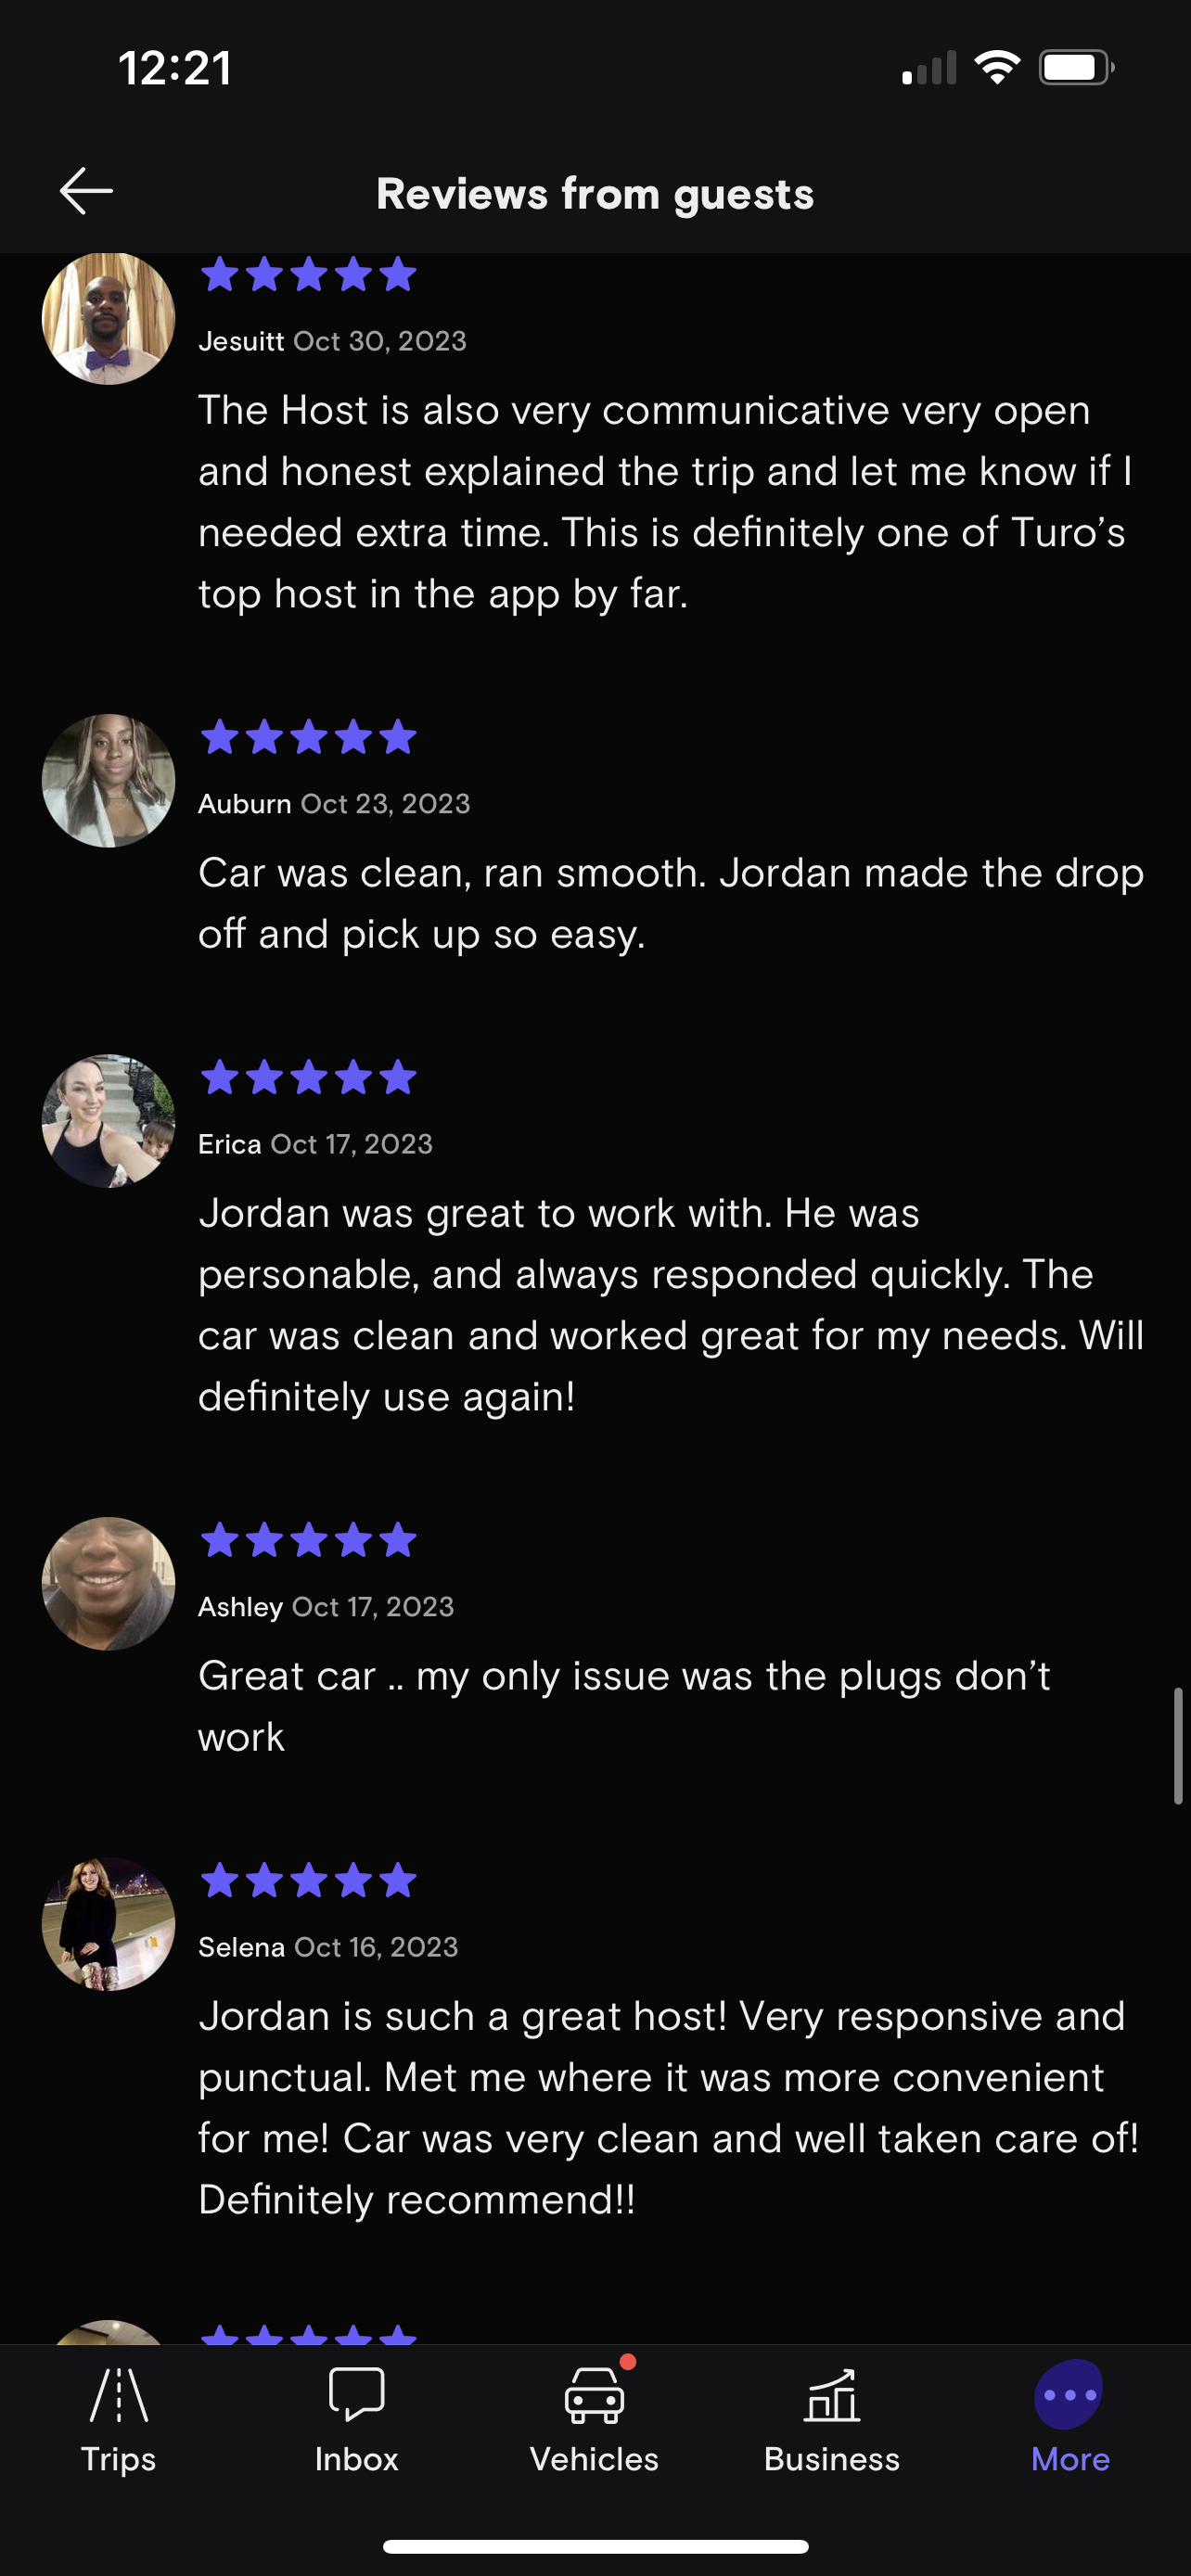 12:21
Reviews from guests
Jesuitt Oct 30, 2023
The Host is also very communicative very open
and honest explained the trip and let me know if I
needed extra time. This is definitely one of Turo’s
top host in the app by far.
Auburn Oct 23, 2023
Car was clean, ran smooth. Jordan made the drop
off and pick up so easy.
Erica Oct 17, 2023
Jordan was great to work with. He was
personable, and always responded quickly. The
car was clean and worked great for my needs. Will
definitely use again!
Ashley Oct 17, 2023
Great car .. my only issue was the plugs don’t
work
Selena Oct 16, 2023
Jordan is such a great host! Very responsive and
punctual. Met me where it was more convenient
for me! Car was very clean and well taken care of!
Definitely recommend!!
Trips Inbox Vehicles Business More